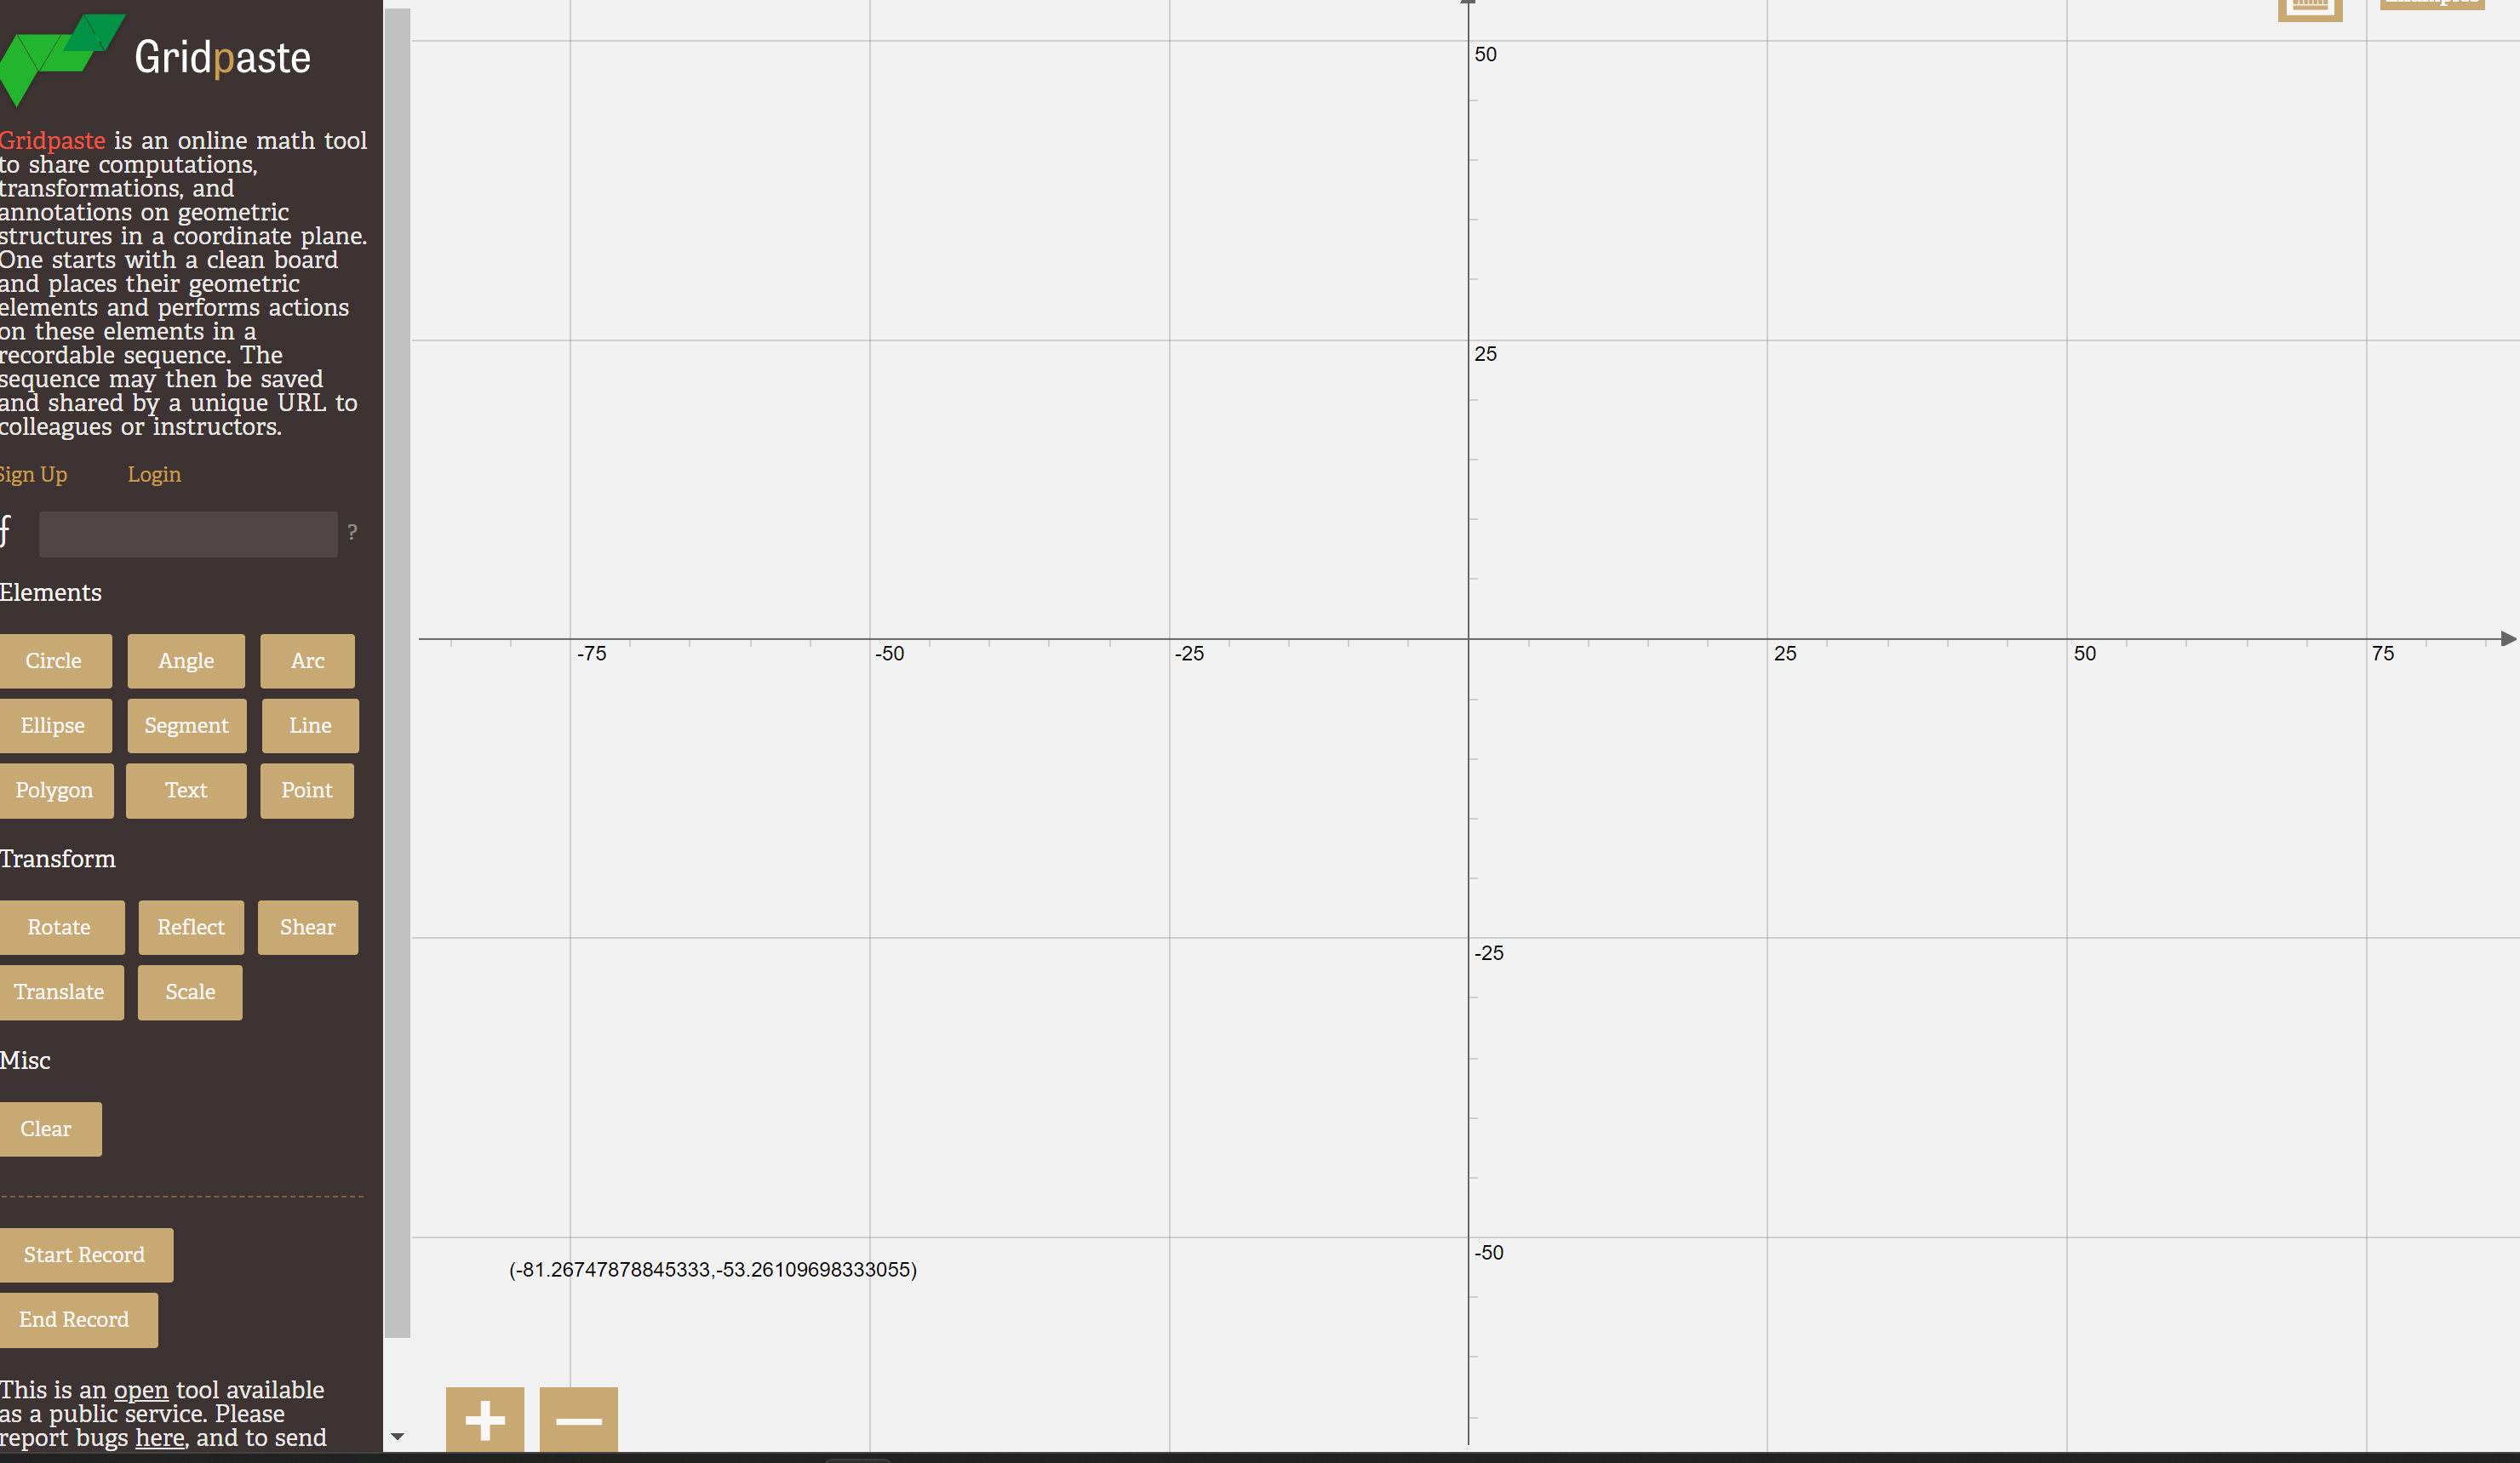 Gridpaste
Gridpaste is an online math tool
to share computations,
transformations, and
annotations on geometric
structures in a coordinate plane.
One starts with a clean board
and places their geometric
elements and performs actions
on these elements in a
recordable sequence. The
sequence may then be saved
and shared by a unique URL to
colleagues or instructors.
Sign Up Login
f ?
Elements
Circle Angle Arc
Ellipse Segment Line
Polygon Text Point
Transform
Rotate Reflect Shear
Translate Scale
Misc
Clear
Start Record
End Record
This is an open tool available
as a public service. Please
report bugs here, and to send
50
25
-75 -50 -25 25 50 75
-25
-50
(-81.26747878845333,-53.26109698333055)
+ −